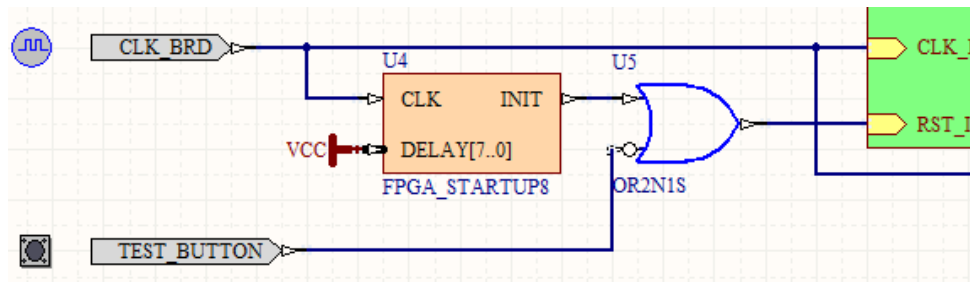 CLK_BRD
U4
U5
CLK INIT
VCC DELAY[7..0]
FPGA_STARTUP8
OR2N1S
TEST_BUTTON